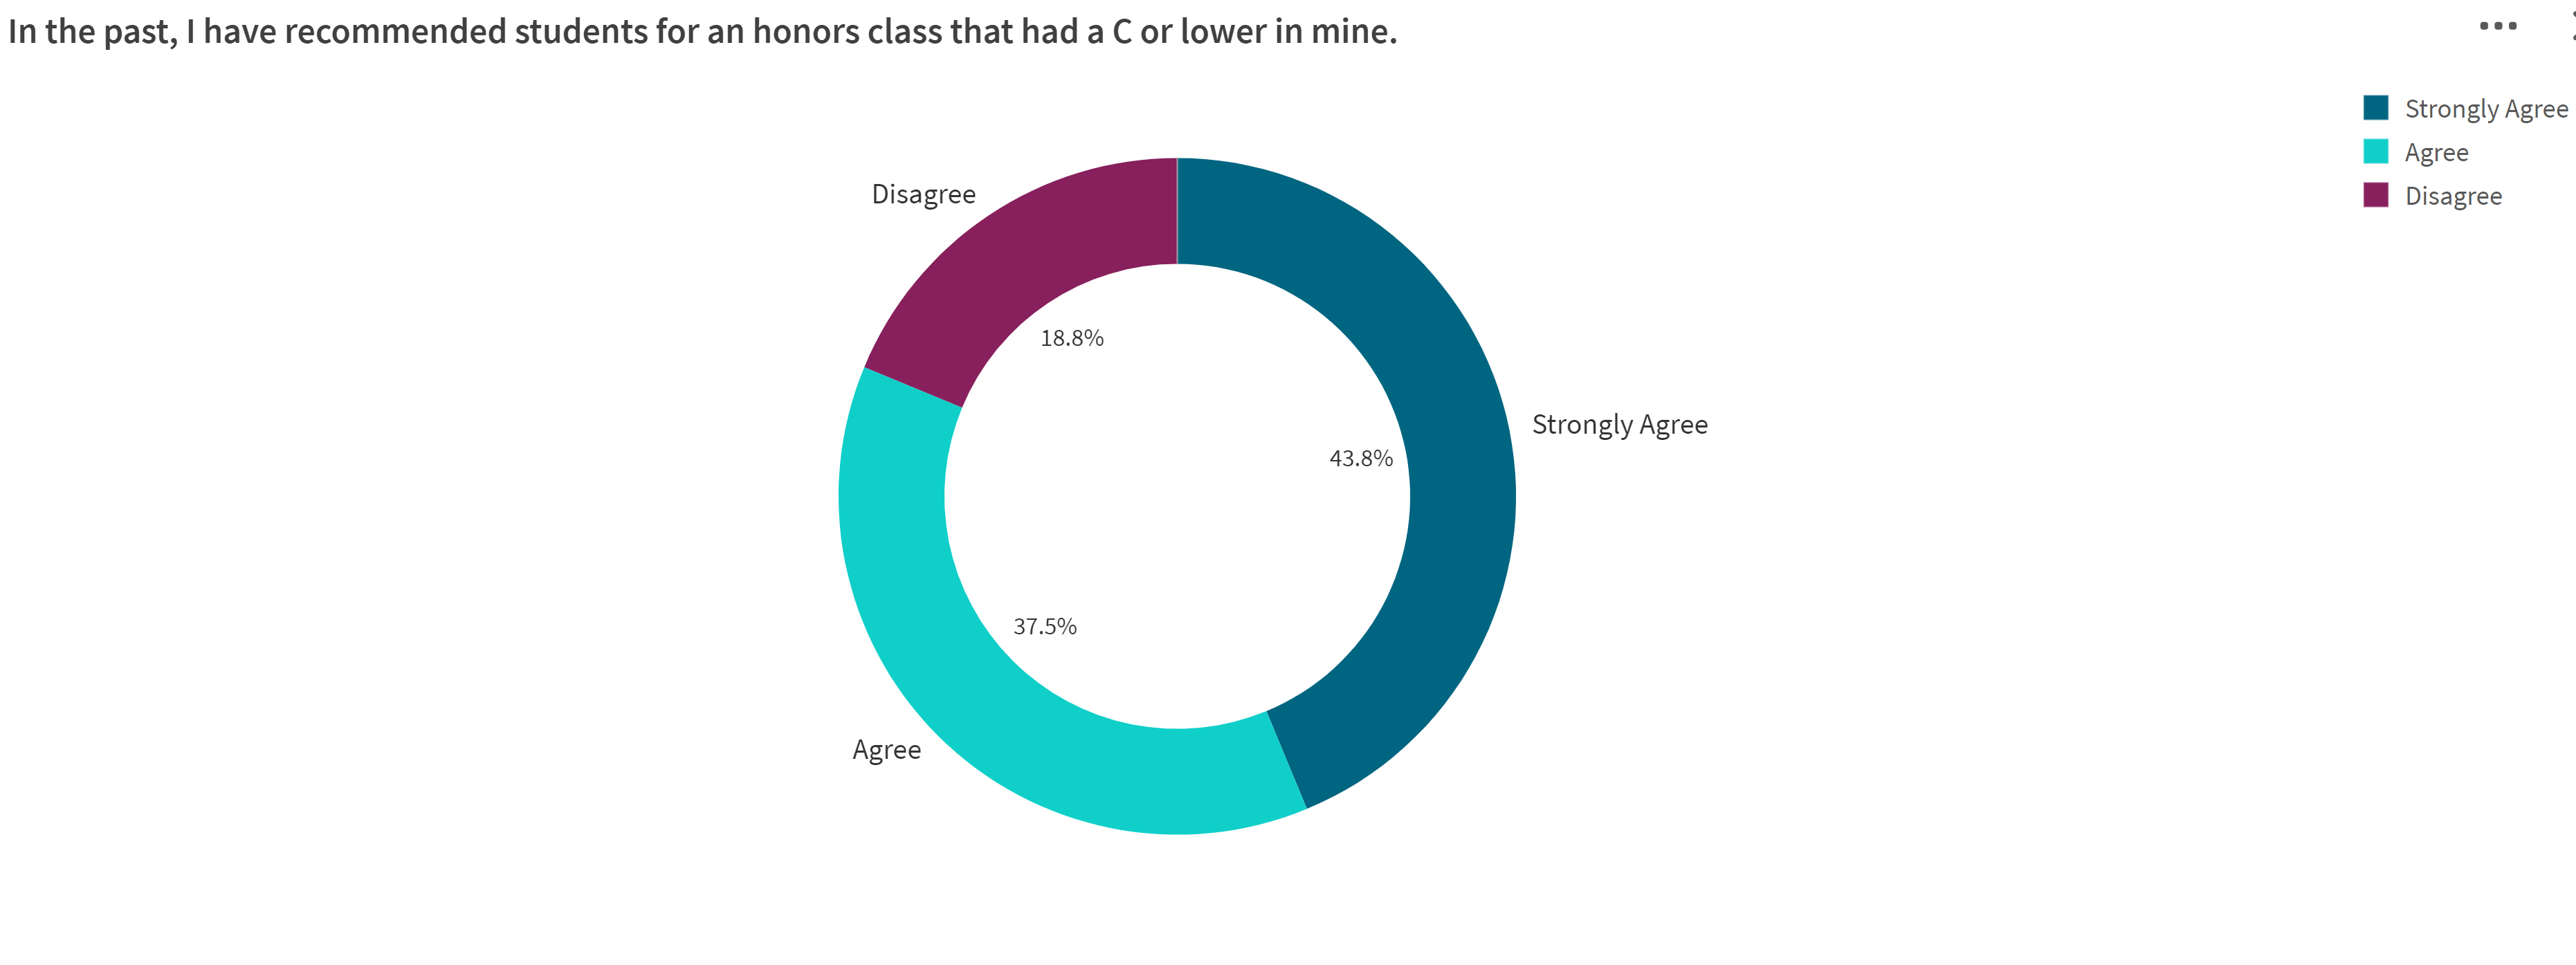 In the past, I have recommended students for an honors class that had a C or lower in mine.
Strongly Agree
Agree
Disagree
Disagree
18.8%
Strongly Agree
43.8%
37.5%
Agree